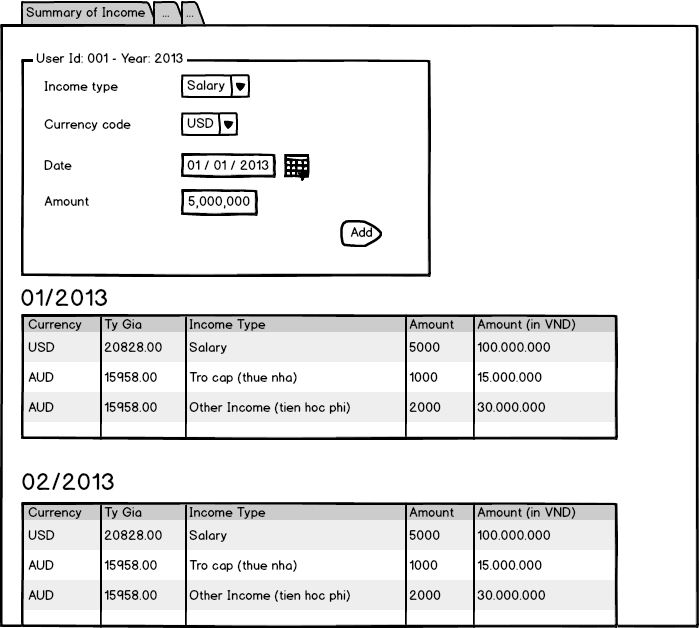 Summary of Income ... ...
User Id: 001 - Year: 2013
Income type Salary
Currency code USD
Date 01 / 01 / 2013
Amount 5,000,000
Add
01/2013
Currency Ty Gia Income Type Amount Amount (in VND)
USD 20828.00 Salary 5000 100.000.000
AUD 15958.00 Tro cap (thue nha) 1000 15.000.000
AUD 15958.00 Other Income (tien hoc phi) 2000 30.000.000
02/2013
Currency Ty Gia Income Type Amount Amount (in VND)
USD 20828.00 Salary 5000 100.000.000
AUD 15958.00 Tro cap (thue nha) 1000 15.000.000
AUD 15958.00 Other Income (tien hoc phi) 2000 30.000.000